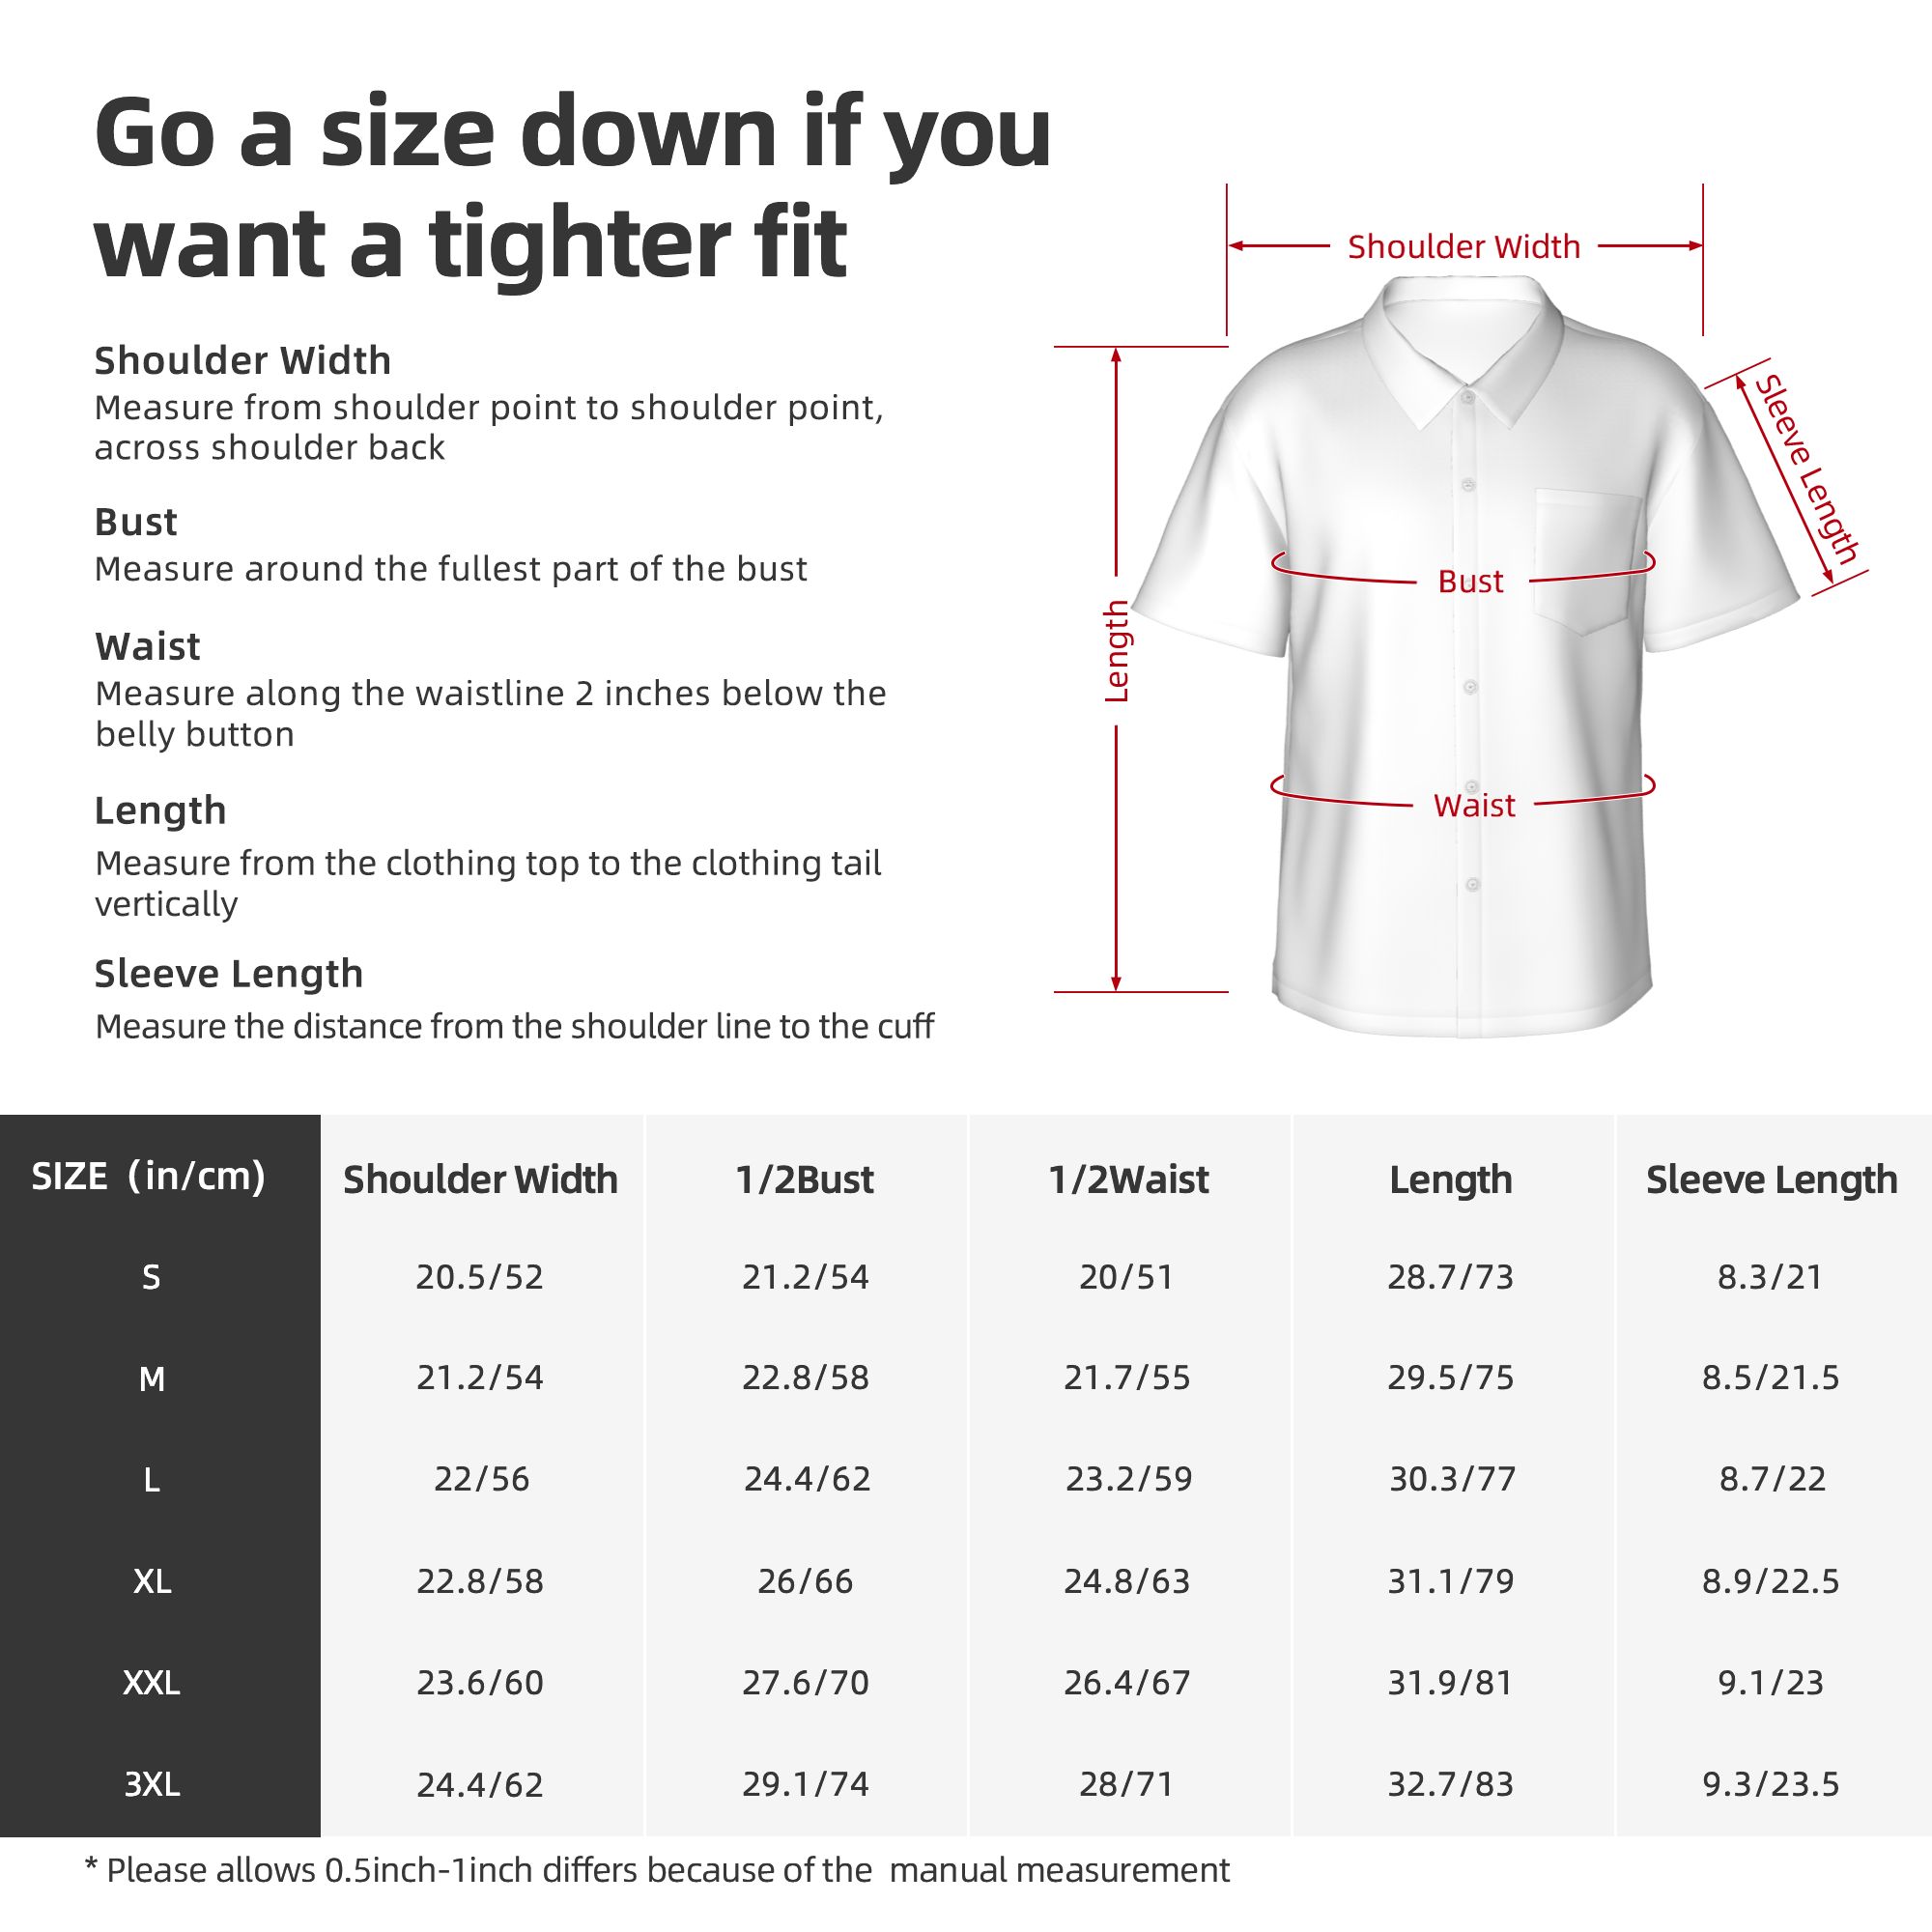 Go a size down if you
want a tighter fit
Shoulder Width
Measure from shoulder point to shoulder point,
across shoulder back
Bust
Measure around the fullest part of the bust
Waist
Measure along the waistline 2 inches below the
belly button
Length
Measure from the clothing top to the clothing tail
vertically
Sleeve Length
Measure the distance from the shoulder line to the cuff
Shoulder Width
Sleeve Length
Bust
Length
Waist
SIZE (in/cm) Shoulder Width 1/2Bust 1/2Waist Length Sleeve Length
S 20.5/52 21.2/54 20/51 28.7/73 8.3/21
M 21.2/54 22.8/58 21.7/55 29.5/75 8.5/21.5
L 22/56 24.4/62 23.2/59 30.3/77 8.7/22
XL 22.8/58 26/66 24.8/63 31.1/79 8.9/22.5
XXL 23.6/60 27.6/70 26.4/67 31.9/81 9.1/23
3XL 24.4/62 29.1/74 28/71 32.7/83 9.3/23.5
* Please allows 0.5inch-1inch differs because of the manual measurement